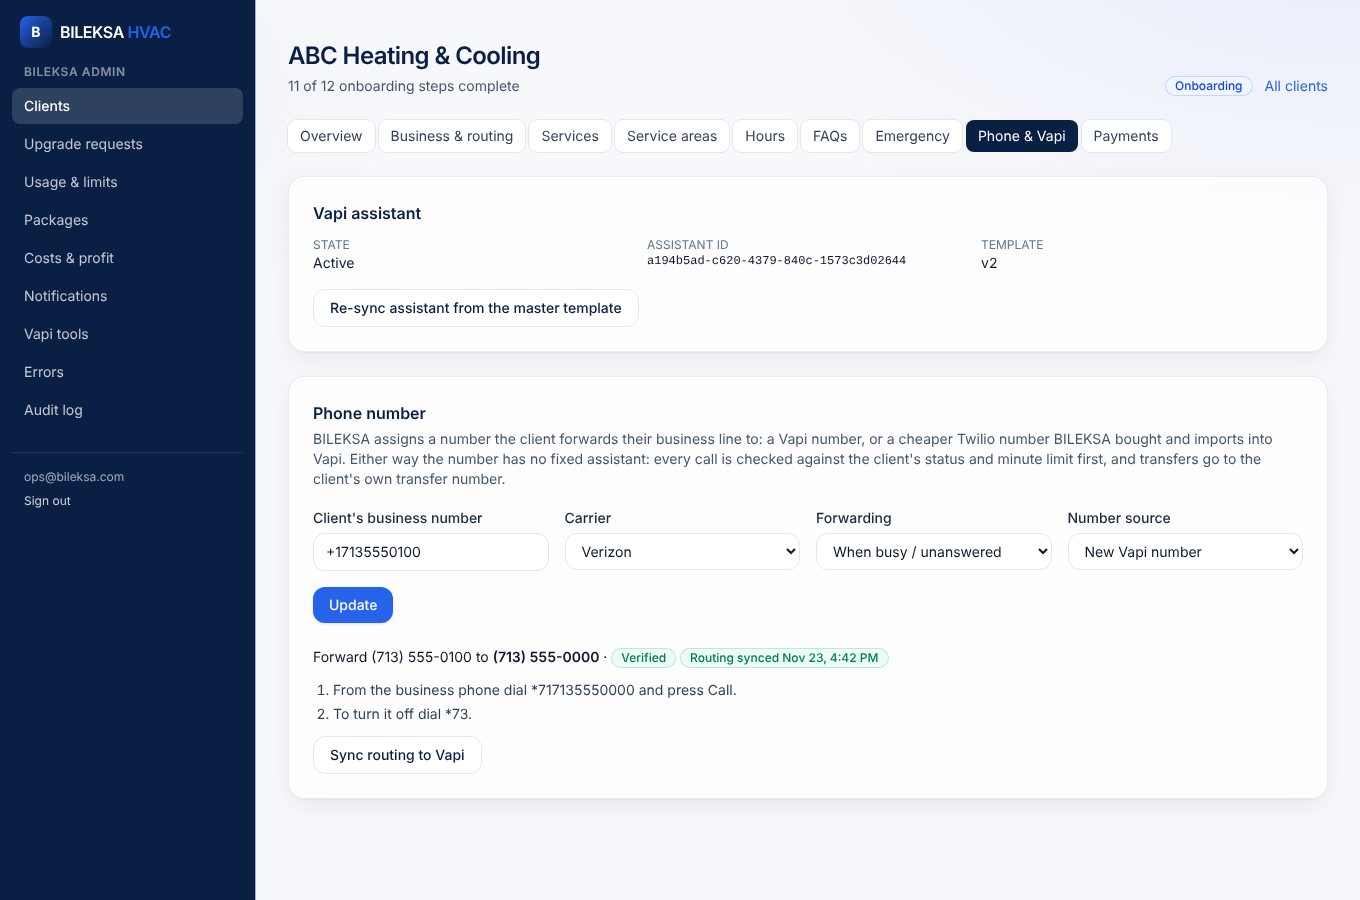 B BILEKSA HVAC
BILEKSA ADMIN
Clients
Upgrade requests
Usage & limits
Packages
Costs & profit
Notifications
Vapi tools
Errors
Audit log
ops@bileksa.com
Sign out
ABC Heating & Cooling
11 of 12 onboarding steps complete
Onboarding All clients
Overview Business & routing Services Service areas Hours FAQs Emergency Phone & Vapi Payments
Vapi assistant
STATE ASSISTANT ID TEMPLATE
Active a194b5ad-c620-4379-840c-1573c3d02644 v2
Re-sync assistant from the master template
Phone number
BILEKSA assigns a number the client forwards their business line to: a Vapi number, or a cheaper Twilio number BILEKSA bought and imports into
Vapi. Either way the number has no fixed assistant: every call is checked against the client's status and minute limit first, and transfers go to the
client's own transfer number.
Client's business number Carrier Forwarding Number source
+17135550100 Verizon When busy / unanswered New Vapi number
Update
Forward (713) 555-0100 to (713) 555-0000 · Verified Routing synced Nov 23, 4:42 PM
1. From the business phone dial *717135550000 and press Call.
2. To turn it off dial *73.
Sync routing to Vapi